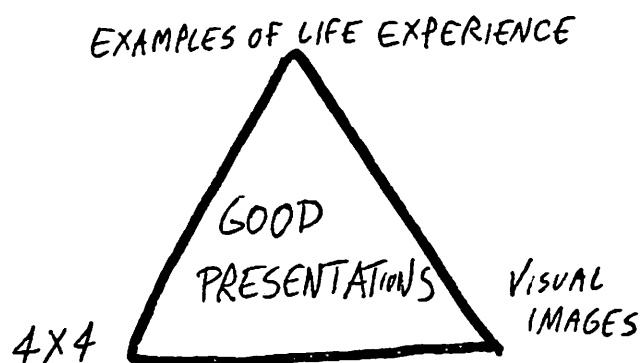 EXAMPLES OF LIFE EXPERIENCE
GOOD
PRESENTATIONS
VISUAL
IMAGES
4X4